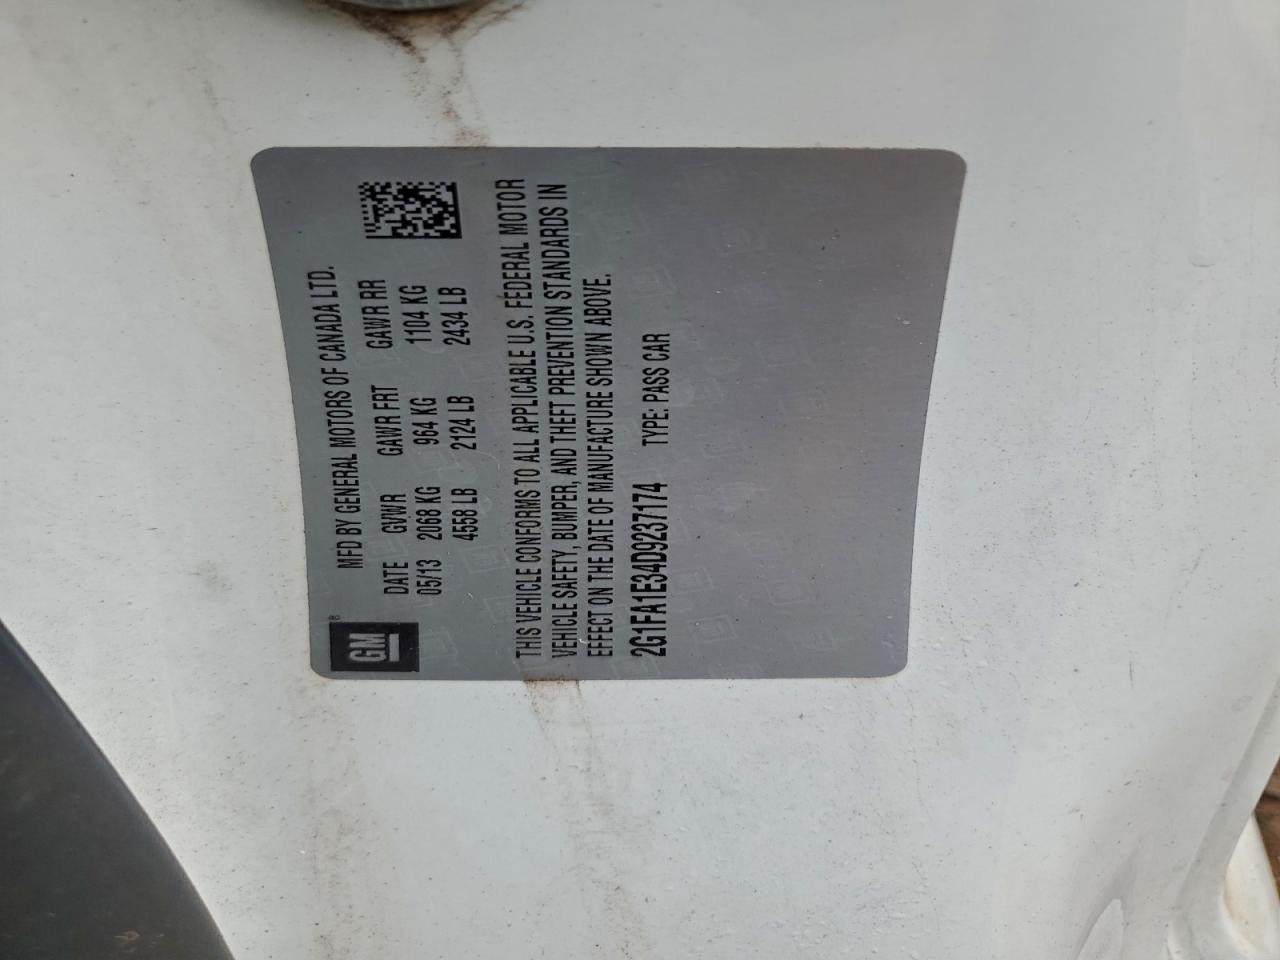 GM
®
MFD BY GENERAL MOTORS OF CANADA LTD.
DATE GVWR GAWR FRT GAWR RR
05/13 2068 KG 964 KG 1104 KG
4558 LB 2124 LB 2434 LB
THIS VEHICLE CONFORMS TO ALL APPLICABLE U.S. FEDERAL MOTOR
VEHICLE SAFETY, BUMPER, AND THEFT PREVENTION STANDARDS IN
EFFECT ON THE DATE OF MANUFACTURE SHOWN ABOVE.
2G1FA1E34D9237174 TYPE: PASS CAR